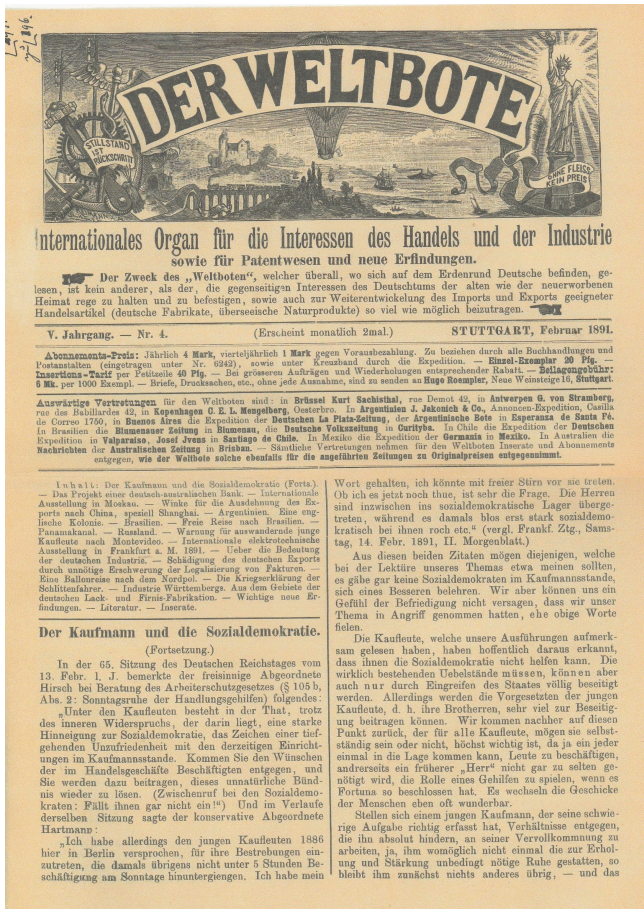 DER WELTBOTE
STILLSTAND
IST
RÜCKSCHRITT
OHNE FLEISS
KEIN PREIS
Internationales Organ für die Interessen des Handels und der Industrie
sowie für Patentwesen und neue Erfindungen.
Der Zweck des „Weltboten“, welcher überall, wo sich auf dem Erdenrund Deutsche befinden, ge-
lesen, ist kein anderer, als der, die gegenseitigen Interessen des Deutschtums der alten wie der neuerworbenen
Heimat rege zu halten und zu befestigen, sowie auch zur Weiterentwickelung des Imports und Exports geeigneter
Handelsartikel (deutsche Fabrikate, überseeische Naturprodukte) so viel wie möglich beizutragen.
V. Jahrgang. — Nr. 4. (Erscheint monatlich 2mal.) STUTTGART, Februar 1891.
Abonnements-Preis: Jährlich 4 Mark, vierteljährlich 1 Mark gegen Vorausbezahlung. Zu beziehen durch alle Buchhandlungen und
Postanstalten (eingetragen unter Nr. 6242), sowie unter Kreuzband durch die Expedition. — Einzel-Exemplar 20 Pfg. —
Insertions-Tarif per Petitzeile 40 Pfg. — Bei grösseren Aufträgen und Wiederholungen entsprechender Rabatt. — Beilagengebühr:
6 Mk. per 1000 Exempl. — Briefe, Drucksachen, etc., ohne jede Ausnahme, sind zu senden an Hugo Roempler, Neue Weinsteige 16, Stuttgart.
Auswärtige Vertretungen für den Weltboten sind: in Brüssel Kurt Sachisthal, rue Demot 42, in Antwerpen G. von Stramberg,
rue des Babillardes 42, in Kopenhagen C. E. L. Mengelberg, Oesterbro. In Argentinien J. Jakonich & Co., Annoncen-Expedition, Casilla
de Correo 1750, in Buenos Aires die Expedition der Deutschen La Plata-Zeitung, der Argentinische Bote in Esperanza de Santa Fé.
In Brasilien die Blumenauer Zeitung in Blumenau, die Deutsche Volkszeitung in Curityba. In Chile die Expedition der Deutschen
Expedition in Valparaiso, Josef Jvens in Santiago de Chile. In Mexiko die Expedition der Germania in Mexiko. In Australien die
Nachrichten der Australischen Zeitung in Brisban. — Sämtliche Vertretungen nehmen für den Weltboten Inserate und Abonnements
entgegen, wie der Weltbote solche ebenfalls für die angeführten Zeitungen zu Originalpreisen entgegennimmt.
Inhalt: Der Kaufmann und die Sozialdemokratie (Forts.).
— Das Projekt einer deutsch-australischen Bank. — Internationale
Ausstellung in Moskau. — Winke für die Ausdehnung des Ex-
ports nach China, speziell Shanghai. — Argentinien. Eine eng-
lische Kolonie. — Brasilien. — Freie Reise nach Brasilien. —
Panamakanal. — Russland. — Warnung für auswandernde junge
Kaufleute nach Montevideo. — Internationale elektrotechnische
Ausstellung in Frankfurt a. M. 1891. — Ueber die Bedeutung
der deutschen Industrie. — Schädigung des deutschen Exports
durch unnötige Erschwerung der Legalisierung von Fakturen. —
Eine Ballonreise nach dem Nordpol. — Die Kriegserklärung der
Schlittenfahrer. — Industrie Württembergs. Aus dem Gebiete der
deutschen Lack- und Firnis-Fabrikation. — Wichtige neue Er-
findungen. — Literatur. — Inserate.
Der Kaufmann und die Sozialdemokratie.
(Fortsetzung.)
In der 65. Sitzung des Deutschen Reichstages vom
13. Febr. l. J. bemerkte der freisinnige Abgeordnete
Hirsch bei Beratung des Arbeiterschutzgesetzes (§ 105 b,
Abs. 2: Sonntagsruhe der Handlungsgehilfen) folgendes:
„Unter den Kaufleuten besteht in der That, trotz
des inneren Widerspruchs, der darin liegt, eine starke
Hinneigung zur Sozialdemokratie, das Zeichen einer tief-
gehenden Unzufriedenheit mit den derzeitigen Einricht-
ungen im Kaufmannsstande. Kommen Sie den Wünschen
der im Handelsgeschäfte Beschäftigten entgegen, und
Sie werden dazu beitragen, dieses unnatürliche Bünd-
nis wieder zu lösen. (Zwischenruf bei den Sozialdemo-
kraten: Fällt ihnen gar nicht ein!“) Und im Verlaufe
derselben Sitzung sagte der konservative Abgeordnete
Hartmann:
„Ich habe allerdings den jungen Kaufleuten 1886
hier in Berlin versprochen, für ihre Bestrebungen ein-
zutreten, die damals übrigens nicht unter 5 Stunden Be-
schäftigung am Sonntage hinuntergiengen. Ich habe mein
Wort gehalten, ich könnte mit freier Stirn vor sie treten.
Ob ich es jetzt noch thue, ist sehr die Frage. Die Herren
sind inzwischen ins sozialdemokratische Lager überge-
treten, während es damals blos erst stark sozialdemo-
kratisch bei ihnen roch etc.“ (vergl. Frankf. Ztg., Sams-
tag, 14. Febr. 1891, II. Morgenblatt.)
Aus diesen beiden Zitaten mögen diejenigen, welche
bei der Lektüre unseres Themas etwa meinen sollten,
es gäbe gar keine Sozialdemokraten im Kaufmannsstande,
sich eines Besseren belehren. Wir aber können uns ein
Gefühl der Befriedigung nicht versagen, dass wir unser
Thema in Angriff genommen hatten, ehe obige Worte
fielen.
Die Kaufleute, welche unsere Ausführungen aufmerk-
sam gelesen haben, haben hoffentlich daraus erkannt,
dass ihnen die Sozialdemokratie nicht helfen kann. Die
wirklich bestehenden Uebelstände müssen, können aber
auch nur durch Eingreifen des Staates völlig beseitigt
werden. Allerdings werden die Vorgesetzten der jungen
Kaufleute, d. h. ihre Brotherren, sehr viel zur Beseitig-
ung beitragen können. Wir kommen nachher auf diesen
Punkt zurück, der für alle Kaufleute, mögen sie selbst-
ständig sein oder nicht, höchst wichtig ist, da ja ein jeder
einmal in die Lage kommen kann, Leute zu beschäftigen,
andrerseits ein früherer „Herr“ nicht gar zu selten ge-
nötigt wird, die Rolle eines Gehilfen zu spielen, wenn es
Fortuna so beschlossen hat. Es wechseln die Geschicke
der Menschen eben oft wunderbar.
Stellen sich einem jungen Kaufmann, der seine schwie-
rige Aufgabe richtig erfasst hat, Verhältnisse entgegen,
die ihn absolut hindern, an seiner Vervollkommnung zu
arbeiten, ja, ihm womöglich nicht einmal die zur Erhol-
ung und Stärkung unbedingt nötige Ruhe gestatten, so
bleibt ihm zunächst nichts anderes übrig, — und das